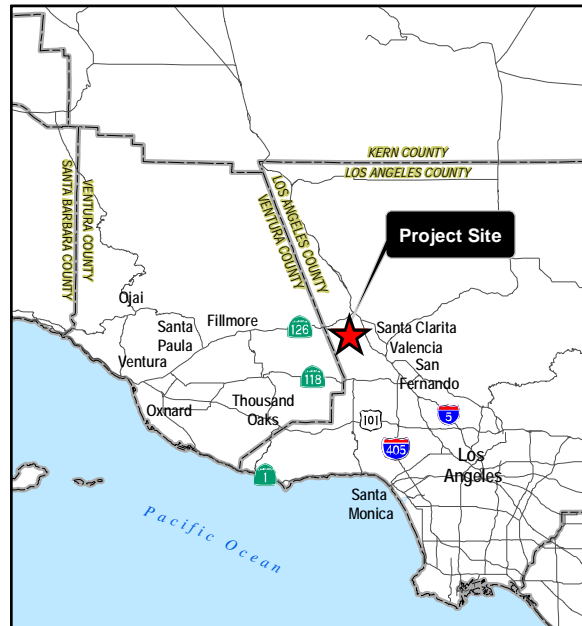 KERN COUNTY
LOS ANGELES COUNTY
SANTA BARBARA COUNTY
VENTURA COUNTY
LOS ANGELES COUNTY
VENTURA COUNTY
Project Site
Ojai
Santa
Paula
Fillmore
126
Santa Clarita
Valencia
San
Fernando
Ventura
118
Oxnard
Thousand
Oaks
101
5
405
Los
Angeles
1
Santa
Monica
Pacific Ocean